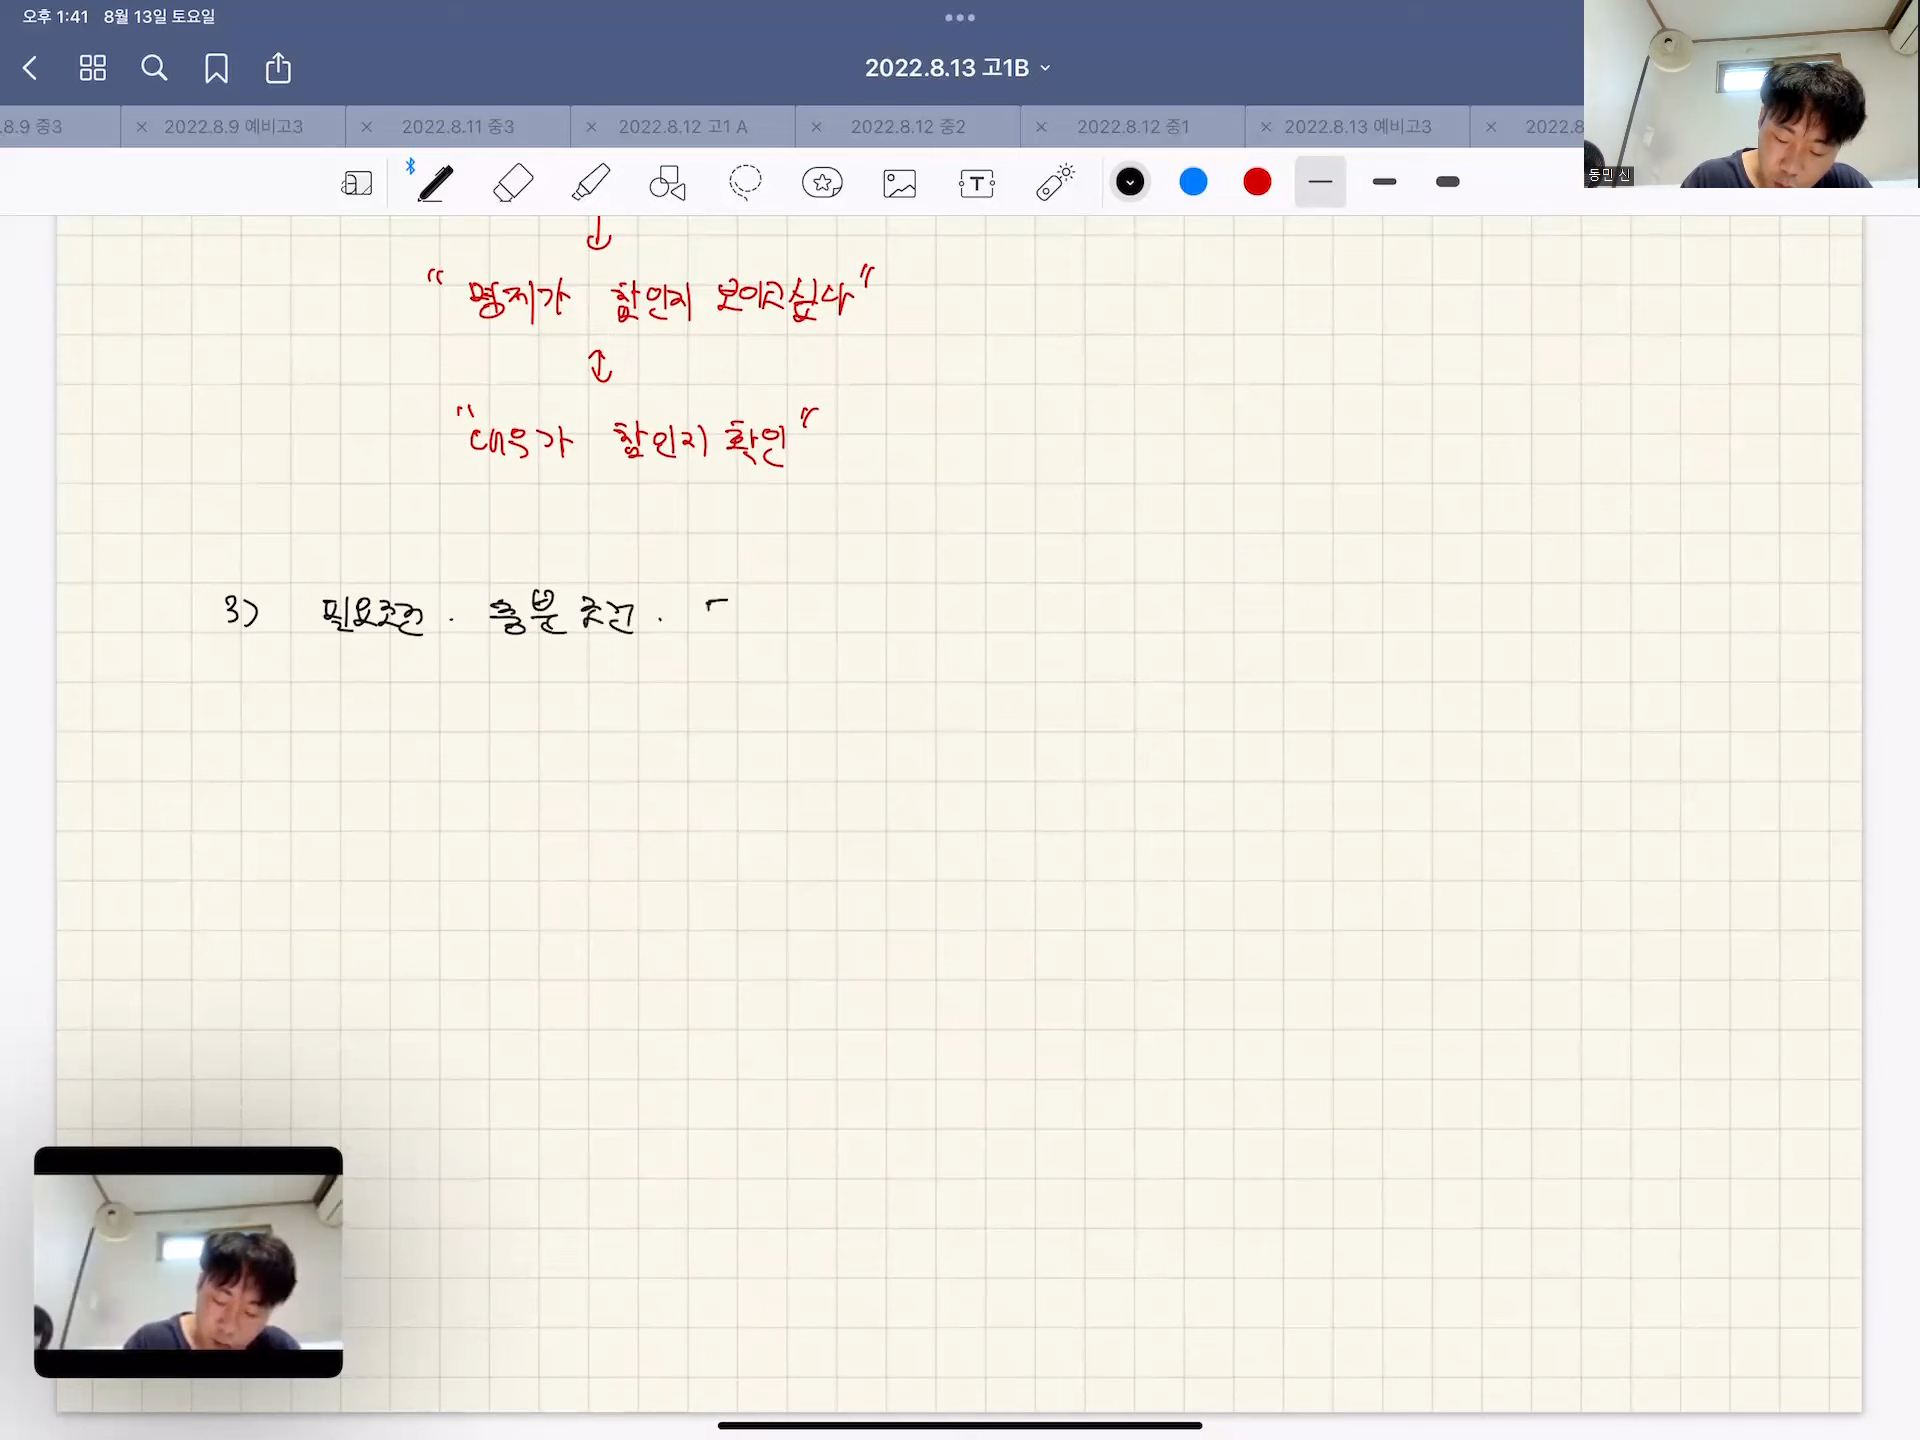 오후 1:41 8월 13일 토요일
2022.8.13 고1B
8.9 중3
2022.8.9 예비고3
2022.8.11 중3
2022.8.12 고1 A
2022.8.12 중2
2022.8.12 중1
2022.8.13 예비고3
2022.8
동민 신
"명제가 참인지 보이고싶다"
"대우가 참인지 확인"
3) 필요조건 . 충분조건 .